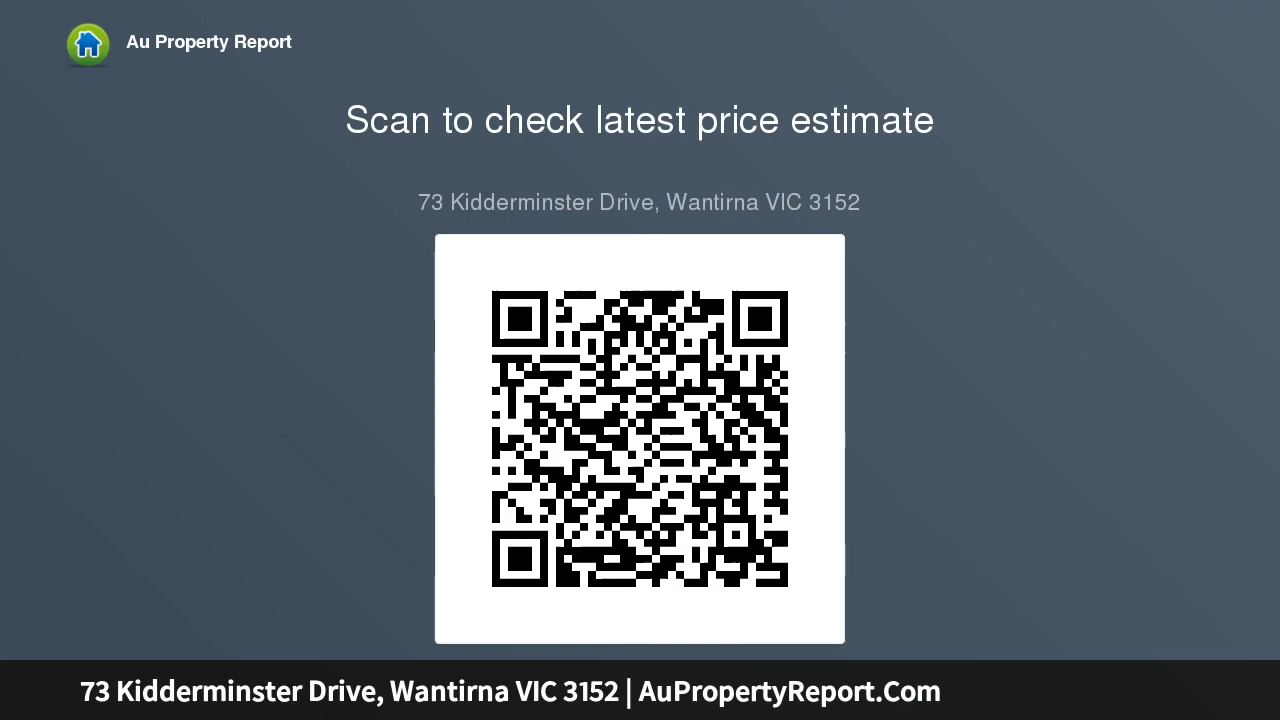 Au Property Report
Scan to check latest price estimate
73 Kidderminster Drive, Wantirna VIC 3152
73 Kidderminster Drive, Wantirna VIC 3152 | AuPropertyReport.Com